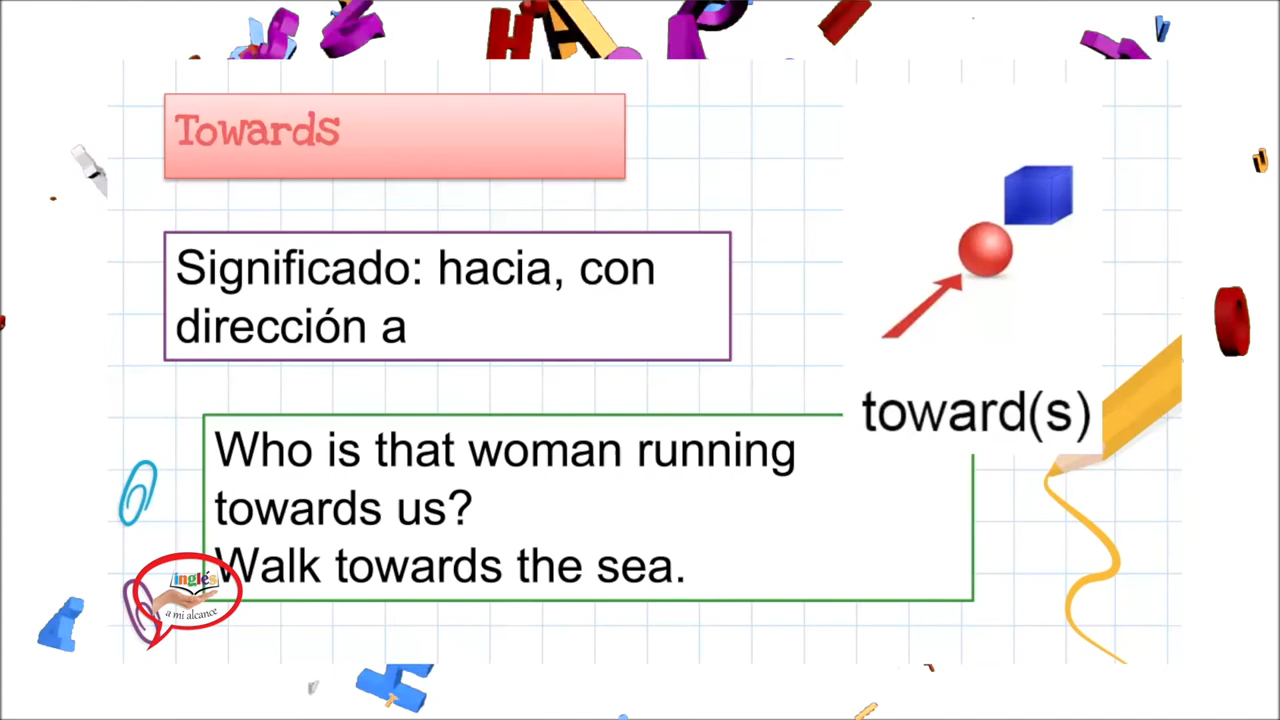 Towards
Significado: hacia, con
dirección a
toward(s)
Who is that woman running
towards us?
Walk towards the sea.
inglés
a mi alcance